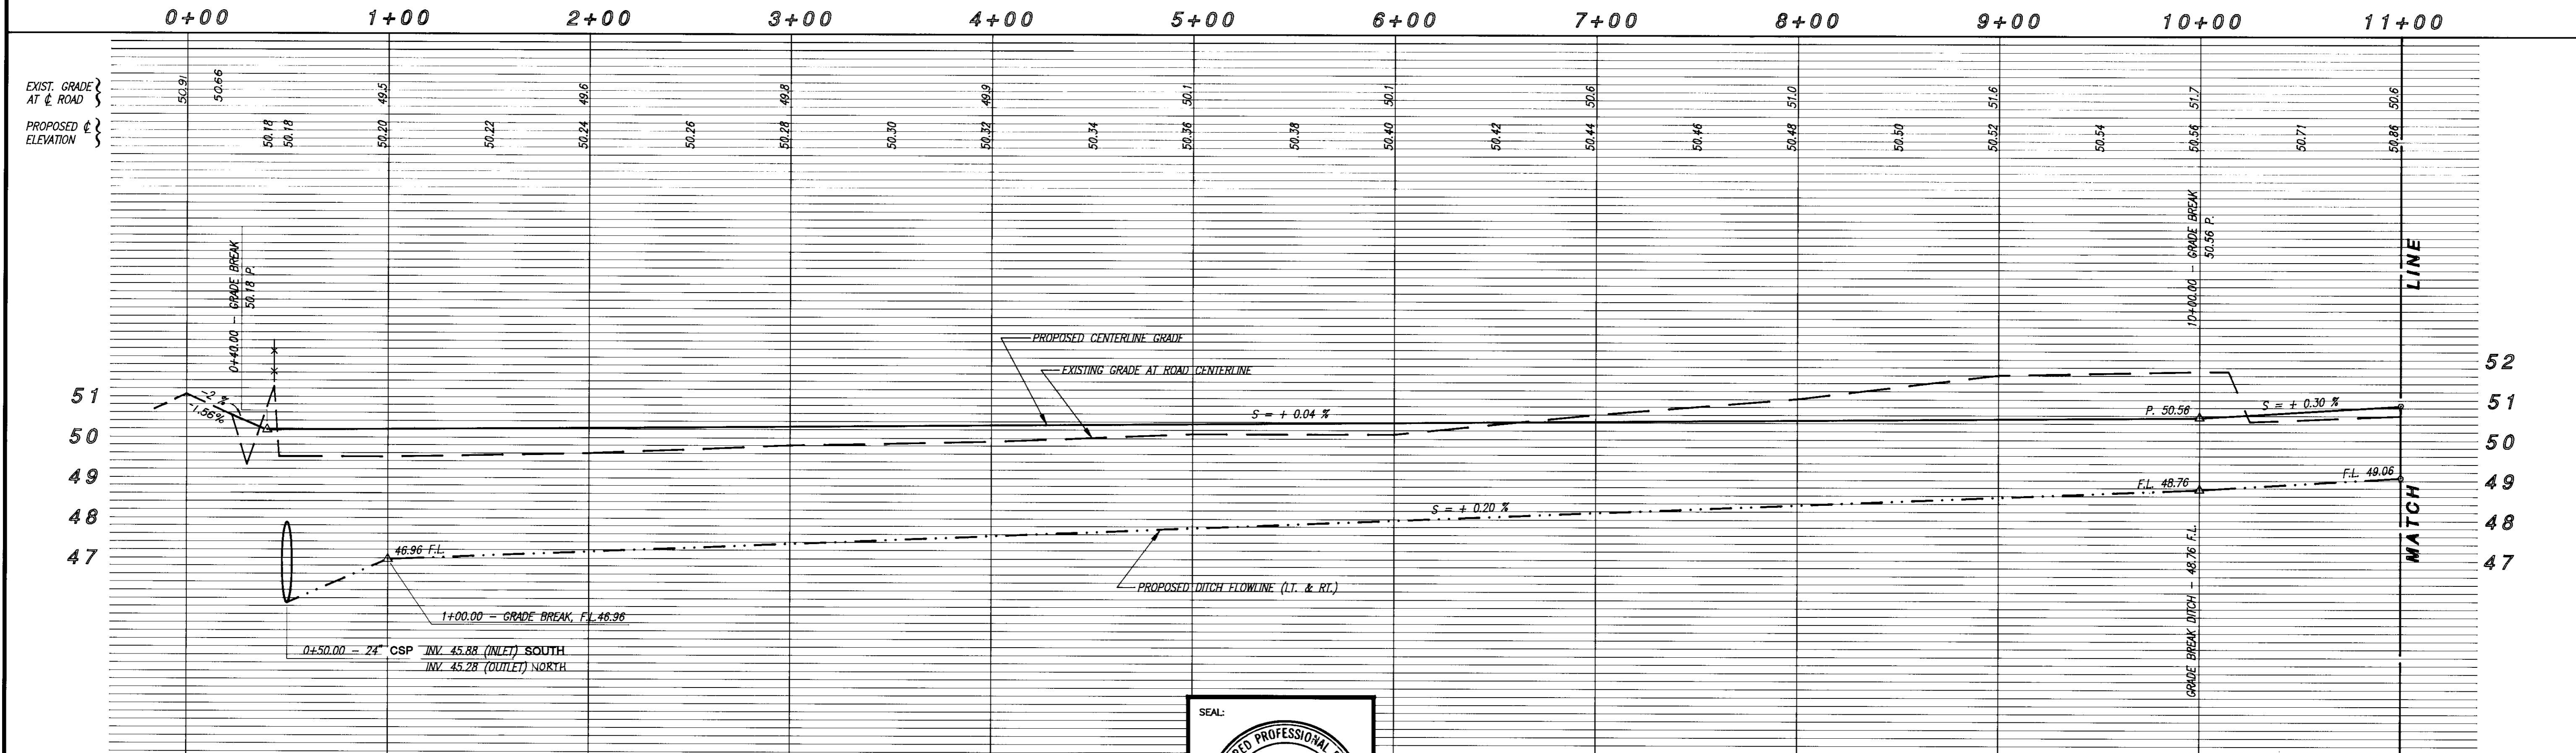 0+00 1+00 2+00 3+00 4+00 5+00 6+00 7+00 8+00 9+00 10+00 11+00
EXIST. GRADE
AT ℄ ROAD
50.91 50.66 49.5 49.6 49.8 49.9 50.1 50.1 50.6 51.0 51.6 51.7 50.6
PROPOSED ℄
ELEVATION
50.18 50.18 50.20 50.22 50.24 50.26 50.28 50.30 50.32 50.34 50.36 50.38 50.40 50.42 50.44 50.46 50.48 50.50 50.52 50.54 50.56 50.71 50.86
0+40.00 - GRADE BREAK
50.18 P.
10+00.00 - GRADE BREAK
50.56 P.
MATCH LINE
PROPOSED CENTERLINE GRADE
EXISTING GRADE AT ROAD CENTERLINE
51
50
49
48
47
52
51
50
49
48
47
-2 %
-1.56%
S = + 0.04 %
P. 50.56
S = + 0.30 %
F.L. 49.06
F.L. 48.76
S = + 0.20 %
46.96 F.L.
PROPOSED DITCH FLOWLINE (LT. & RT.)
1+00.00 - GRADE BREAK, F.L.46.96
0+50.00 - 24" CSP INV. 45.88 (INLET) SOUTH
INV. 45.28 (OUTLET) NORTH
GRADE BREAK DITCH - 48.76 F.L.
SEAL:
PROFESSIONAL